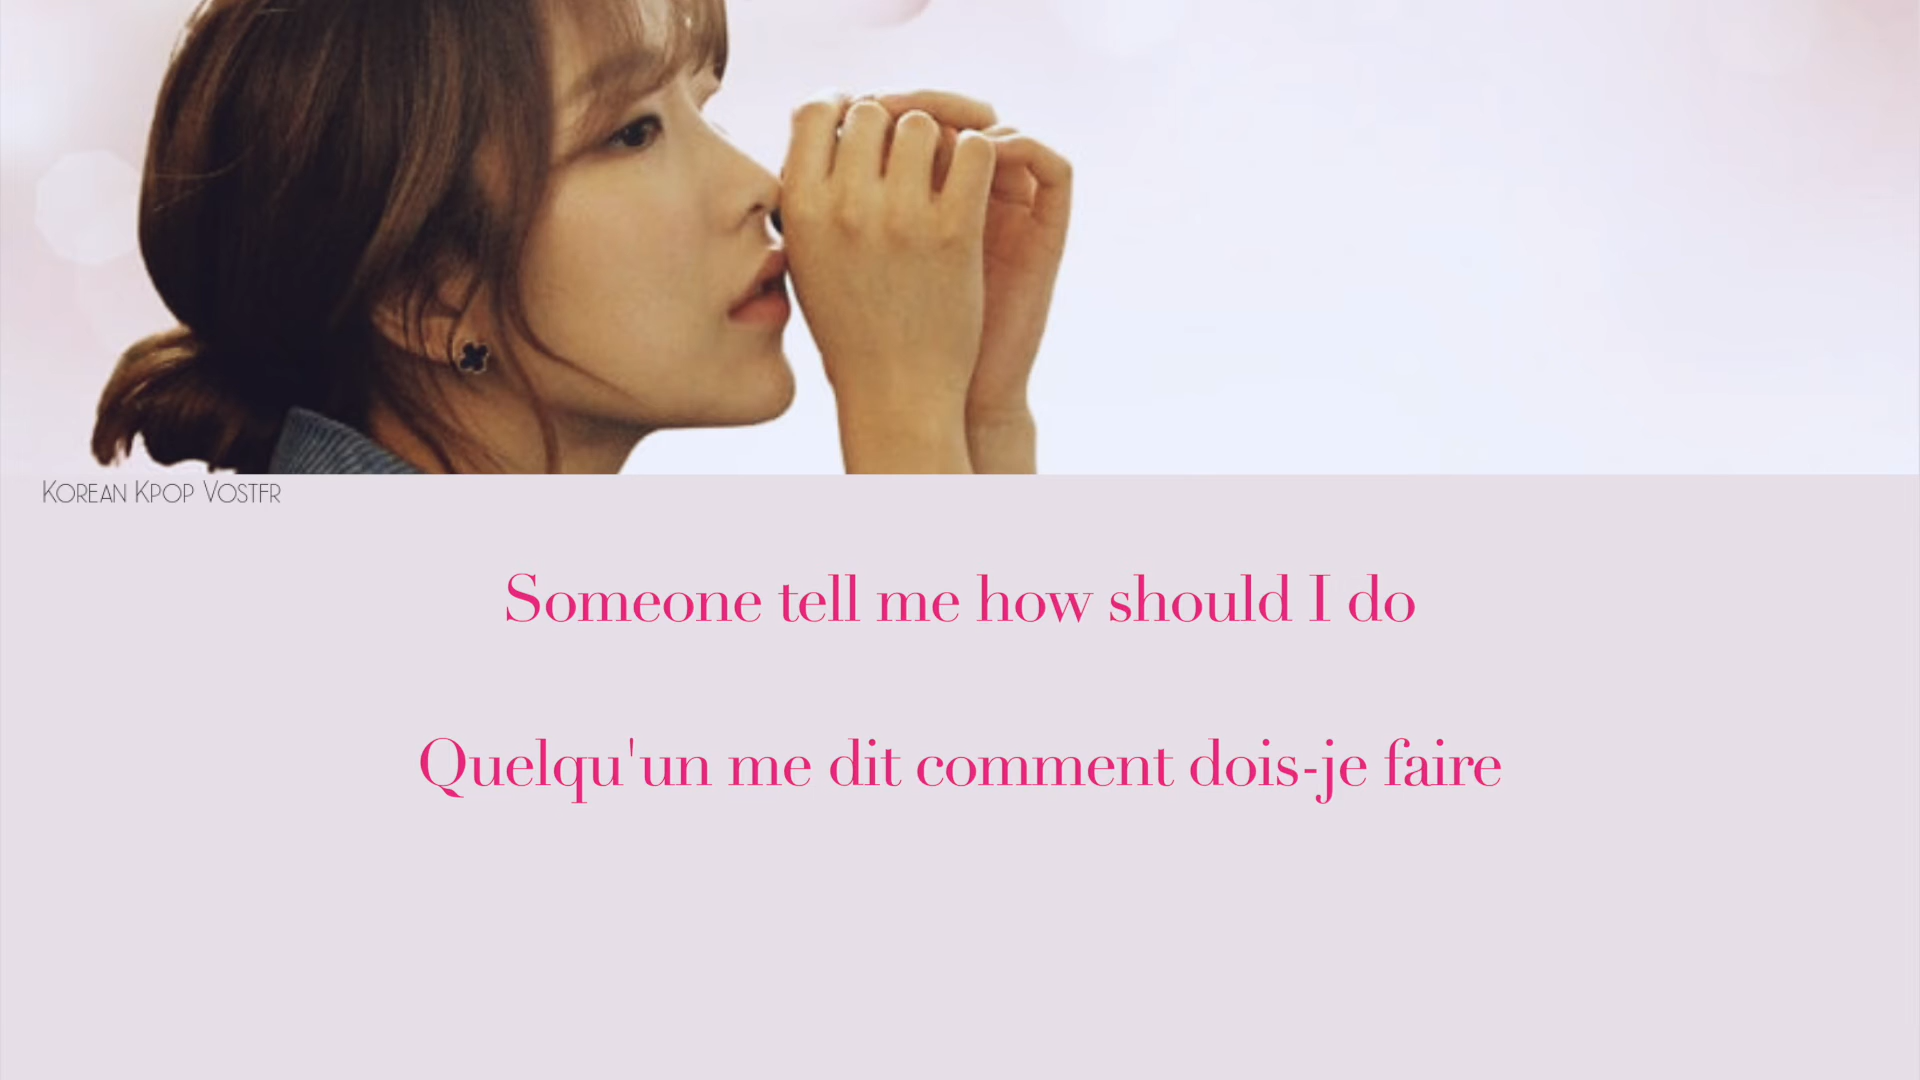 Korean Kpop Vostfr
Someone tell me how should I do
Quelqu'un me dit comment dois-je faire